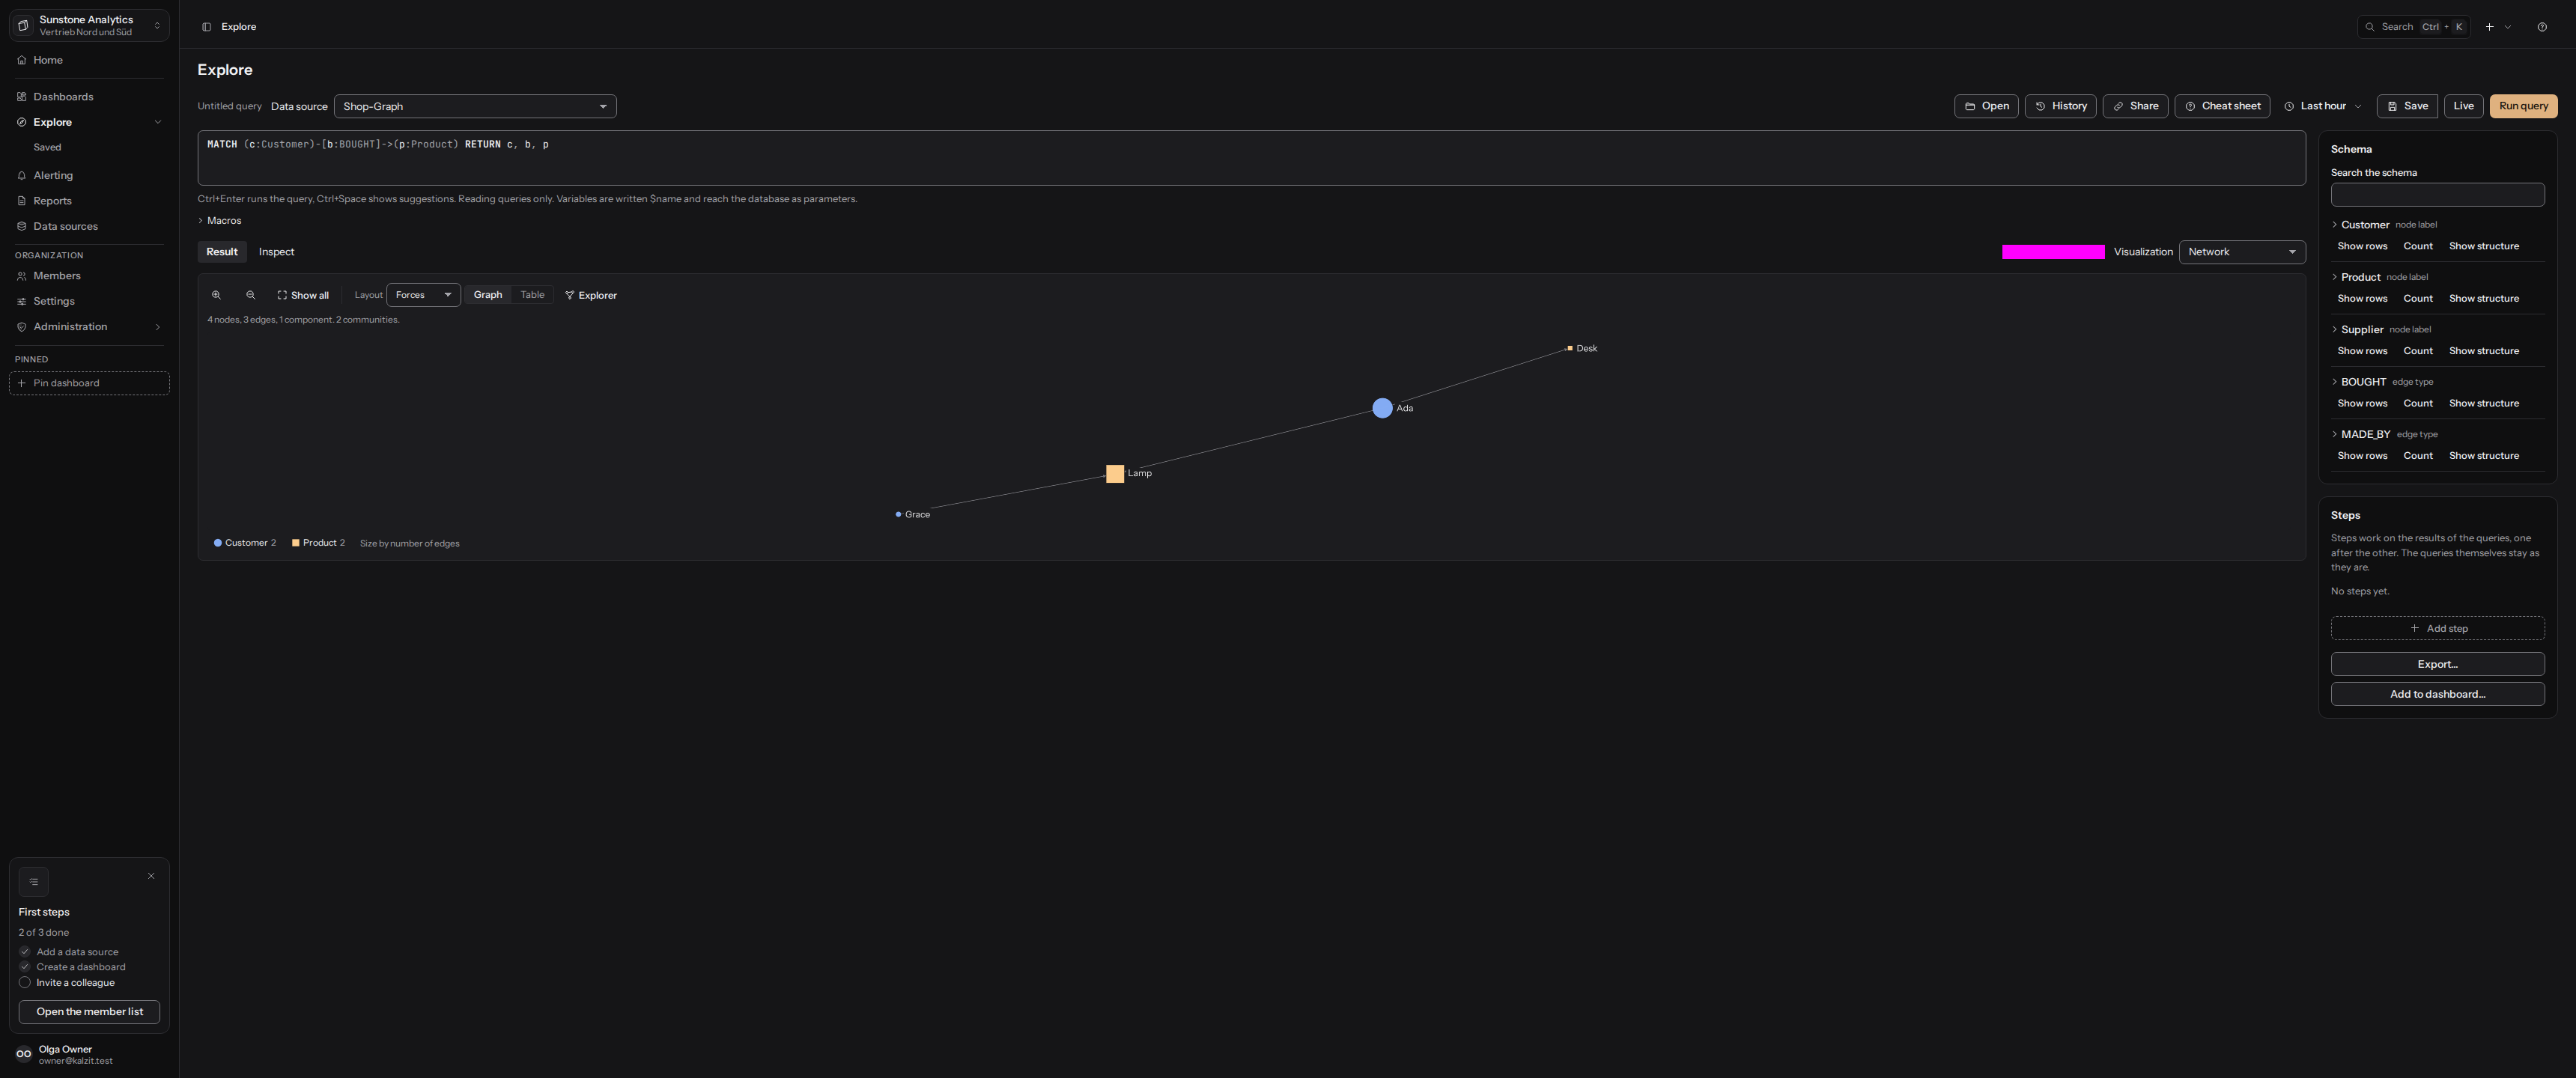 Sunstone Analytics
Vertrieb Nord und Süd
Home
Dashboards
Explore
Saved
Alerting
Reports
Data sources
ORGANIZATION
Members
Settings
Administration
PINNED
Pin dashboard
First steps
2 of 3 done
Add a data source
Create a dashboard
Invite a colleague
Open the member list
OO
Olga Owner
owner@kalzit.test
Explore
Search Ctrl + K
Explore
Untitled query Data source Shop-Graph
Open History Share Cheat sheet Last hour Save Live Run query
MATCH (c:Customer)-[b:BOUGHT]->(p:Product) RETURN c, b, p
Ctrl+Enter runs the query, Ctrl+Space shows suggestions. Reading queries only. Variables are written $name and reach the database as parameters.
Macros
Result Inspect
Visualization Network
Show all Layout Forces Graph Table Explorer
4 nodes, 3 edges, 1 component. 2 communities.
Desk
Ada
Lamp
Grace
Customer 2 Product 2 Size by number of edges
Schema
Search the schema
Customer node label
Show rows Count Show structure
Product node label
Show rows Count Show structure
Supplier node label
Show rows Count Show structure
BOUGHT edge type
Show rows Count Show structure
MADE_BY edge type
Show rows Count Show structure
Steps
Steps work on the results of the queries, one
after the other. The queries themselves stay as
they are.
No steps yet.
Add step
Export...
Add to dashboard...